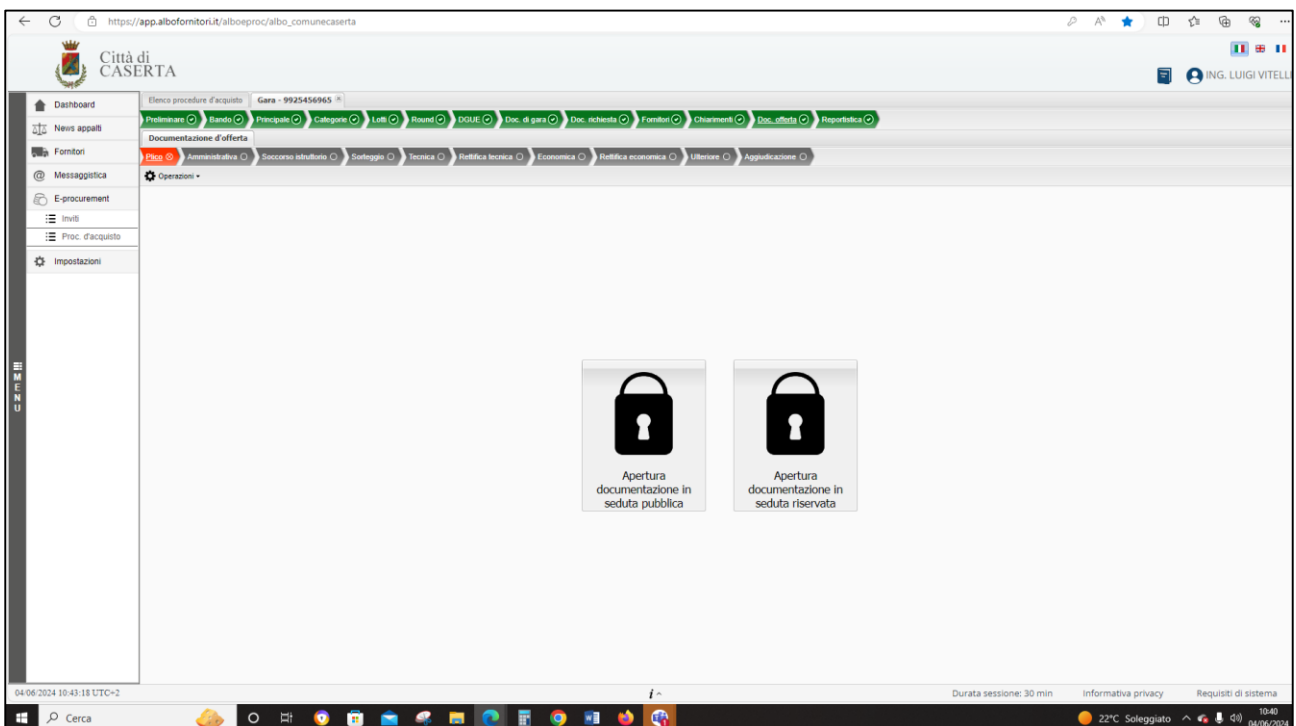 https://app.albofornitori.it/alboeproc/albo_comunecaserta
Città di
CASERTA
ING. LUIGI VITELLI
Dashboard
News appalti
Fornitori
Messaggistica
E-procurement
Inviti
Proc. d'acquisto
Impostazioni
MENU
Elenco procedure d'acquisto Gara - 9925456965
Preliminare Bando Principale Categorie Lotti Round DGUE Doc. di gara Doc. richiesta Fornitori Chiarimenti Doc. offerta Reportistica
Documentazione d'offerta
Plico Amministrativa Soccorso istruttorio Sorteggio Tecnica Rettifica tecnica Economica Rettifica economica Ulteriore Aggiudicazione
Operazioni
Apertura
documentazione in
seduta pubblica
Apertura
documentazione in
seduta riservata
04/06/2024 10:43:18 UTC+2 i Durata sessione: 30 min Informativa privacy Requisiti di sistema
Cerca 22°C Soleggiato 10:40
04/06/2024